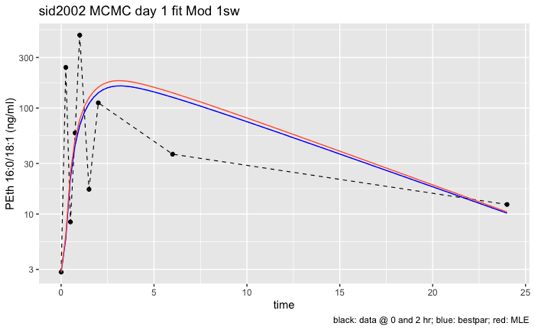 sid2002 MCMC day 1 fit Mod 1sw
PEth 16:0/18:1 (ng/ml)
300
100
30
10
3
0 5 10 15 20 25
time
black: data @ 0 and 2 hr; blue: bestpar; red: MLE